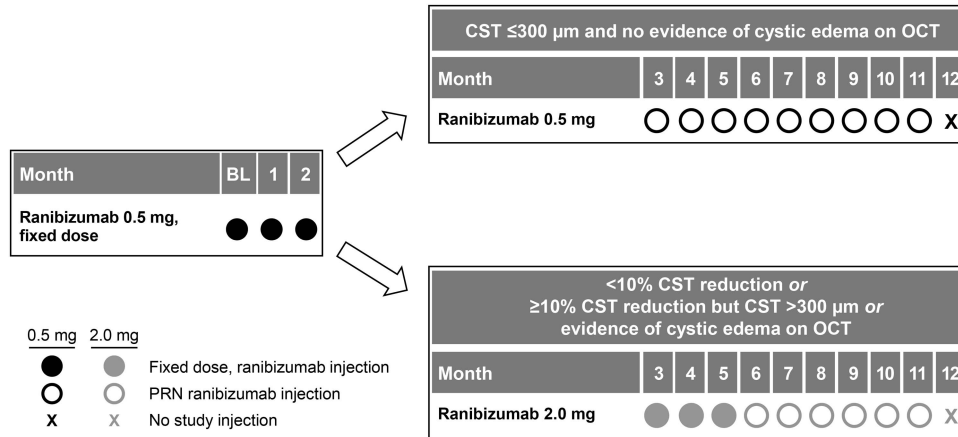 CST ≤300 µm and no evidence of cystic edema on OCT
Month 3 4 5 6 7 8 9 10 11 12
Ranibizumab 0.5 mg X
Month BL 1 2
Ranibizumab 0.5 mg,
fixed dose
<10% CST reduction or
≥10% CST reduction but CST >300 µm or
evidence of cystic edema on OCT
Month 3 4 5 6 7 8 9 10 11 12
Ranibizumab 2.0 mg X
0.5 mg 2.0 mg
Fixed dose, ranibizumab injection
PRN ranibizumab injection
X X No study injection